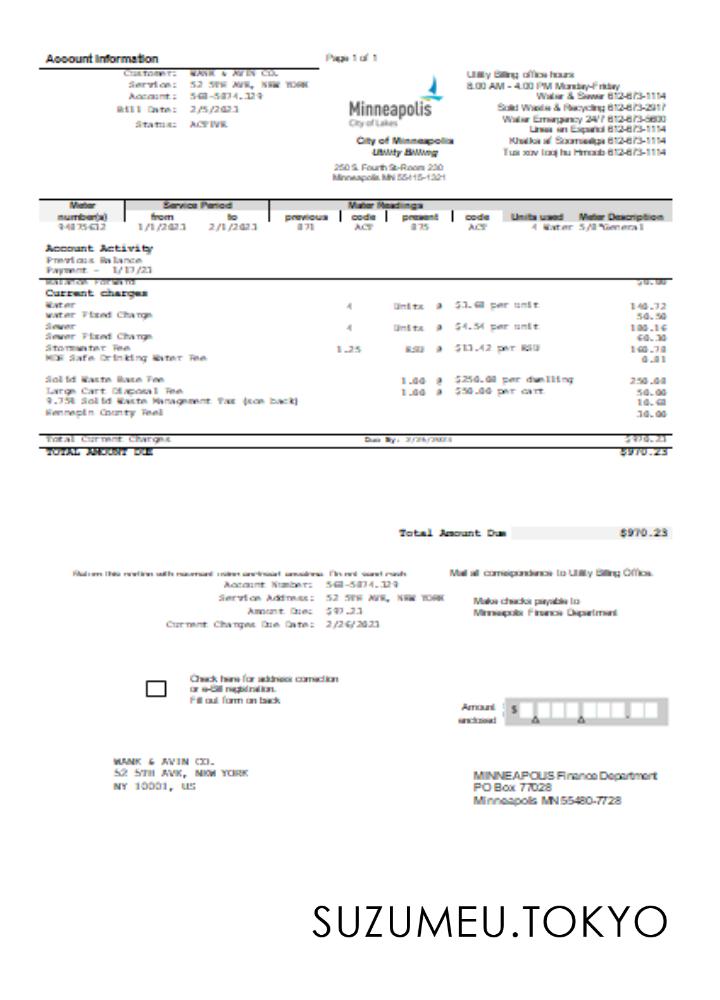 Account Information
Page 1 of 1
Customer: WANK & AVIN CO.
Service: 52 5TH AVE, NEW YORK
Account: 568-5874.329
Bill Date: 2/5/2023
Status: ACTIVE
Minneapolis
City of Lakes
City of Minneapolis
Utility Billing
250 S. Fourth St-Room 230
Minneapolis MN 55415-1321
Utility Billing office hours
8:00 AM - 4:00 PM Monday-Friday
Water & Sewer 612-673-1114
Solid Waste & Recycling 612-673-2917
Water Emergency 24/7 612-673-5600
Linea en Español 612-673-1114
Khadka af Soomaaliga 612-673-1114
Tus xov tooj hu Hmoob 612-673-1114
Meter Service Period Mater Readings
number(s) from to previous code present code Units used Meter Description
94875612 1/1/2023 2/1/2023 871 ACT 875 ACT 4 Water 5/8"General
Account Activity
Previous Balance
Payment - 1/17/23
Balance Forward $0.00
Current charges
Water 4 Units @ $3.68 per unit 140.72
Water Fixed Charge 50.50
Sewer 4 Units @ $4.54 per unit 180.16
Sewer Fixed Charge 60.30
Stormwater Fee 1.25 ESU @ $13.42 per ESU 160.78
MDH Safe Drinking Water Fee 0.81
Solid Waste Base Fee 1.00 @ $250.08 per dwelling 250.08
Large Cart Disposal Fee 1.00 @ $50.00 per cart 50.00
9.75% Solid Waste Management Tax (see back) 10.68
Hennepin County Feel 30.00
Total Current Charges Due By: 2/26/2023 $970.23
TOTAL AMOUNT DUE $970.23
Total Amount Due $970.23
Return this portion with payment using enclosed envelope. Do not send cash
Mail all correspondence to Utility Billing Office.
Account Number: 568-5874.329
Service Address: 52 5TH AVE, NEW YORK
Amount Due: $97.23
Current Charges Due Date: 2/26/2023
Make checks payable to
Minneapolis Finance Department
Check here for address correction
or e-Bill registration.
Fill out form on back
Amount
enclosed
$
WANK & AVIN CO.
52 5TH AVE, NEW YORK
NY 10001, US
MINNEAPOLIS Finance Department
PO Box 77028
Minneapolis MN 55480-7728
SUZUMEU.TOKYO